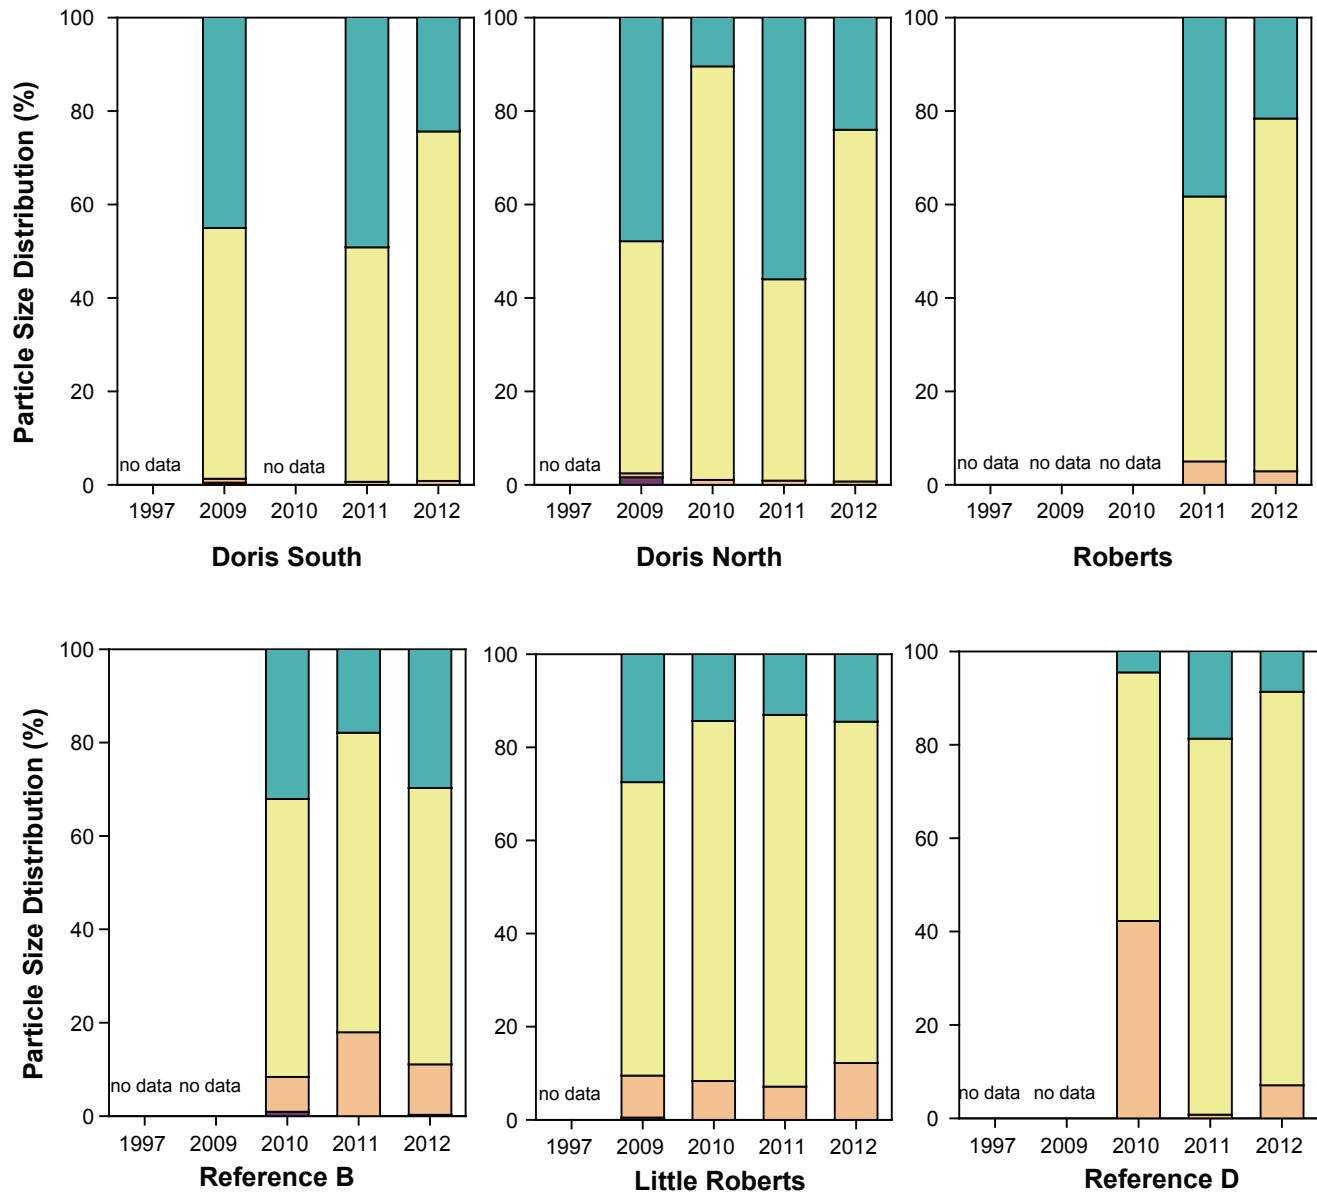 Particle Size Distribution (%)
100
80
60
40
20
0
no data
no data
1997 2009 2010 2011 2012
Doris South
100
80
60
40
20
0
no data
1997 2009 2010 2011 2012
Doris North
100
80
60
40
20
0
no data no data no data
1997 2009 2010 2011 2012
Roberts
Particle Size Dtistribution (%)
100
80
60
40
20
0
no data no data
1997 2009 2010 2011 2012
Reference B
100
80
60
40
20
0
no data
1997 2009 2010 2011 2012
Little Roberts
100
80
60
40
20
0
no data no data
1997 2009 2010 2011 2012
Reference D